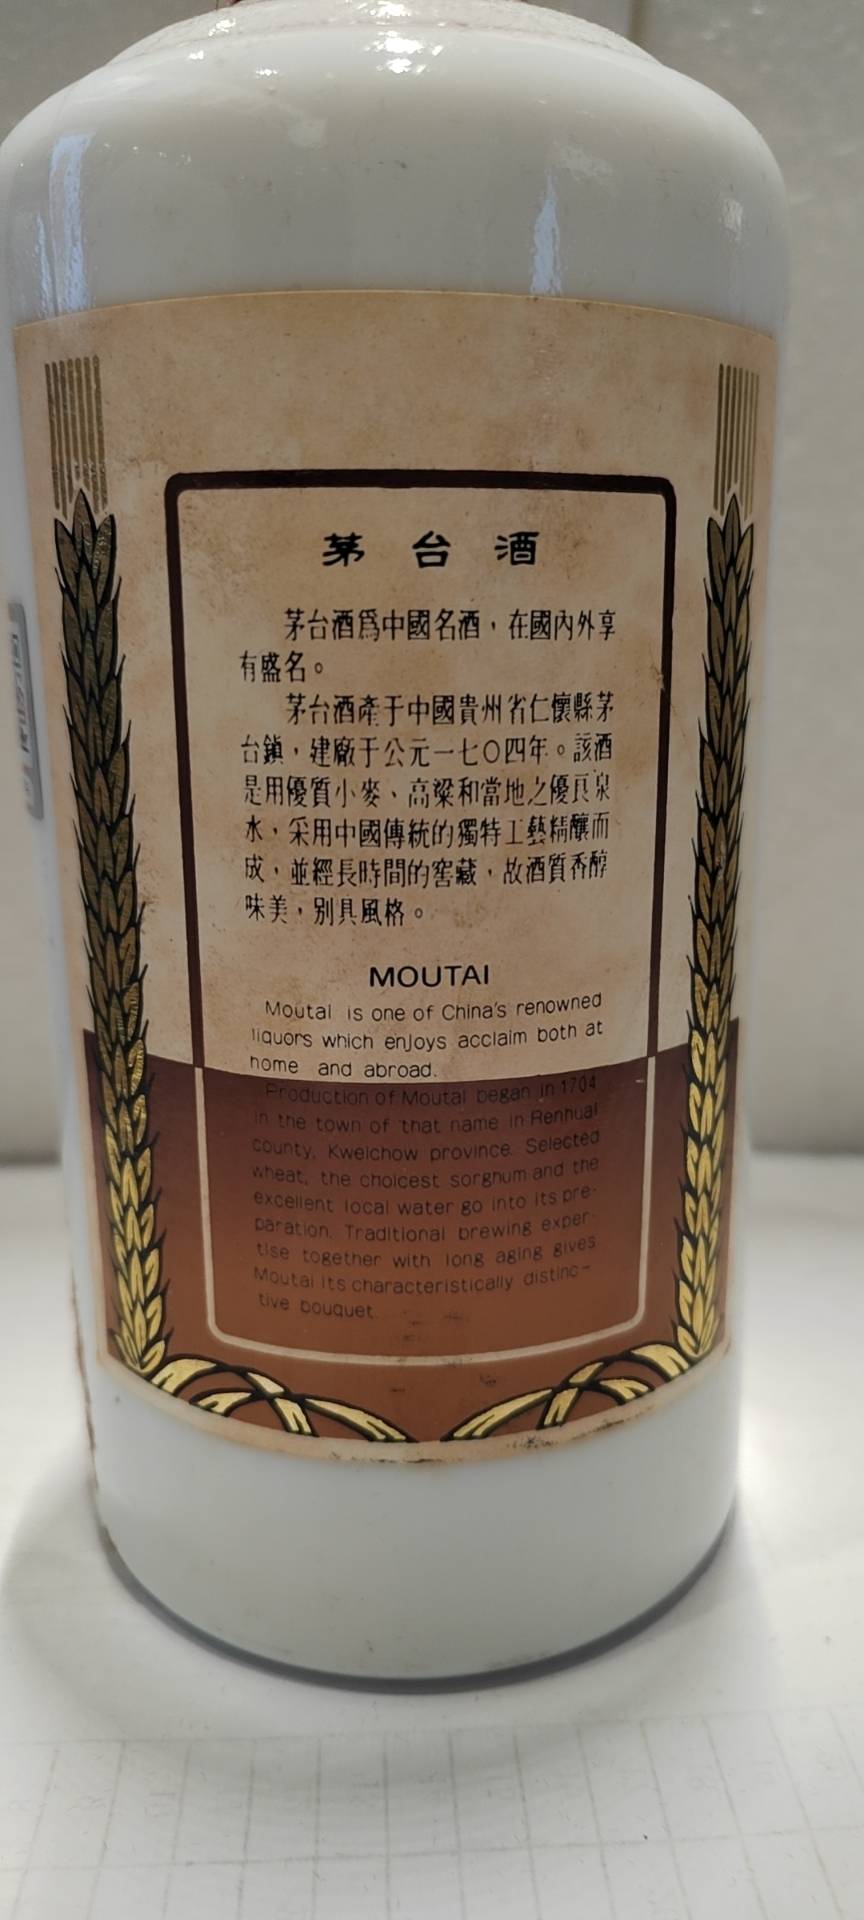 茅台酒
茅台酒爲中國名酒，在國內外享
有盛名。
茅台酒產于中國貴州省仁懷縣茅
台鎮，建廠于公元一七〇四年。該酒
是用優質小麥、高粱和當地之優良泉
水，采用中國傳統的獨特工藝精釀而
成，並經長時間的窖藏，故酒質香醇
味美，别具風格。
MOUTAI
Moutai is one of China's renowned
liquors which enjoys acclaim both at
home and abroad.
Production of Moutai began in 1704
in the town of that name in Renhuai
county, Kweichow province. Selected
wheat, the choicest sorghum and the
excellent local water go into its pre-
paration. Traditional brewing exper-
tise together with long aging gives
Moutai its characteristically distinc-
tive bouquet.